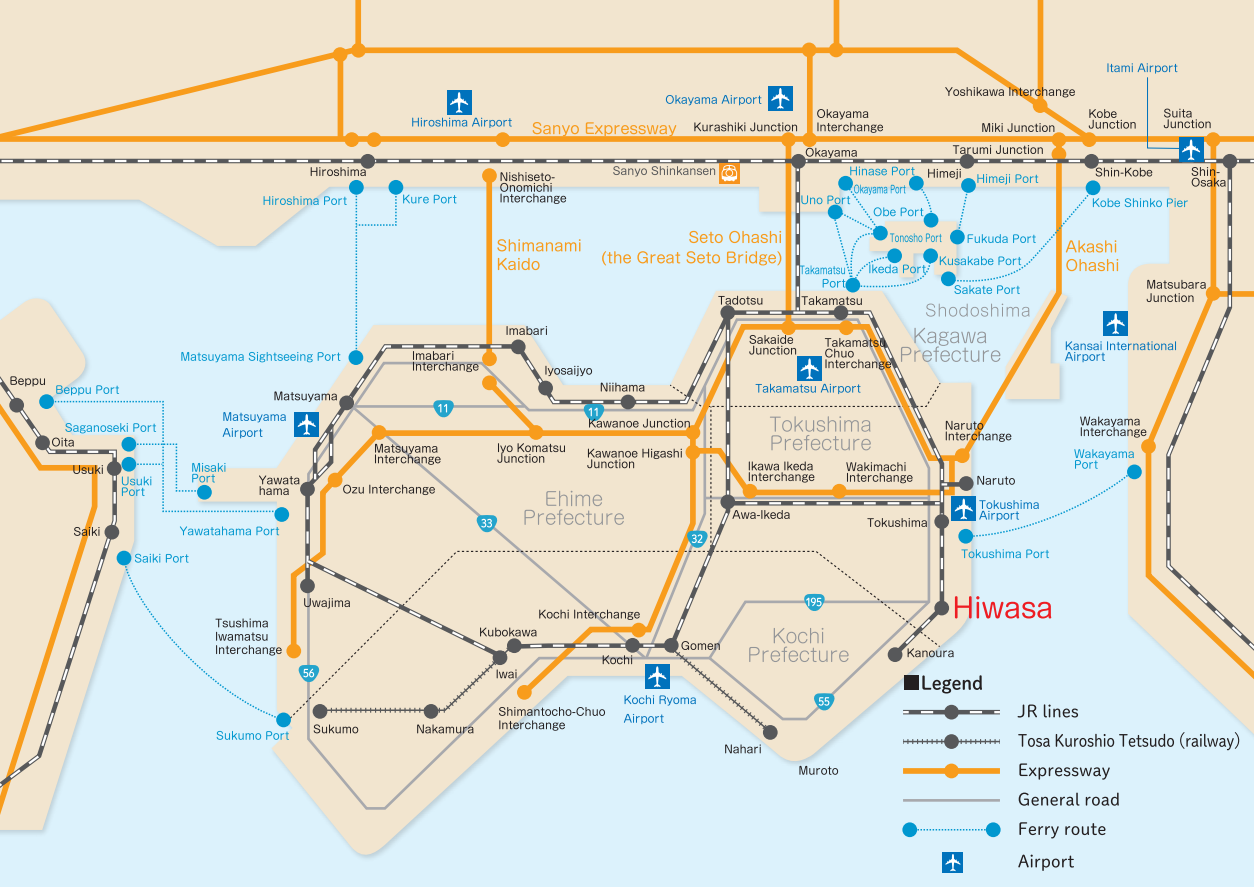 Itami Airport
Okayama Airport
Hiroshima Airport
Yoshikawa Interchange
Okayama
Interchange
Kobe
Junction
Suita
Junction
Sanyo Expressway
Kurashiki Junction
Miki Junction
Okayama
Tarumi Junction
Hiroshima
Sanyo Shinkansen
Himeji
Shin-Kobe
Shin-
Osaka
Nishiseto-
Onomichi
Interchange
Hinase Port
Okayama Port
Himeji Port
Hiroshima Port
Kure Port
Uno Port
Obe Port
Kobe Shinko Pier
Shimanami
Kaido
Seto Ohashi
(the Great Seto Bridge)
Tonosho Port
Fukuda Port
Akashi
Ohashi
Takamatsu
Port
Ikeda Port
Kusakabe Port
Sakate Port
Matsubara
Junction
Tadotsu
Takamatsu
Shodoshima
Kagawa
Prefecture
Kansai International
Airport
Imabari
Matsuyama Sightseeing Port
Imabari
Interchange
Sakaide
Junction
Takamatsu
Chuo
Interchange
Iyosaijyo
Takamatsu Airport
Beppu
Beppu Port
Niihama
Matsuyama
11
11
Matsuyama
Airport
Kawanoe Junction
Saganoseki Port
Oita
Tokushima
Prefecture
Naruto
Interchange
Wakayama
Interchange
Matsuyama
Interchange
Iyo Komatsu
Junction
Kawanoe Higashi
Junction
Wakayama
Port
Usuki
Usuki
Port
Misaki
Port
Yawata
hama
Ozu Interchange
Ikawa Ikeda
Interchange
Wakimachi
Interchange
Naruto
Ehime
Prefecture
Awa-Ikeda
Tokushima
Airport
Saiki
Yawatahama Port
33
32
Tokushima
Tokushima Port
Saiki Port
Uwajima
195
Hiwasa
Tsushima
Iwamatsu
Interchange
Kochi Interchange
Kubokawa
Gomen
Kochi
Prefecture
Kanoura
56
Iwai
Kochi
Kochi Ryoma
Airport
55
Shimantocho-Chuo
Interchange
Sukumo
Nakamura
Sukumo Port
Nahari
Muroto
■Legend
JR lines
Tosa Kuroshio Tetsudo (railway)
Expressway
General road
Ferry route
Airport